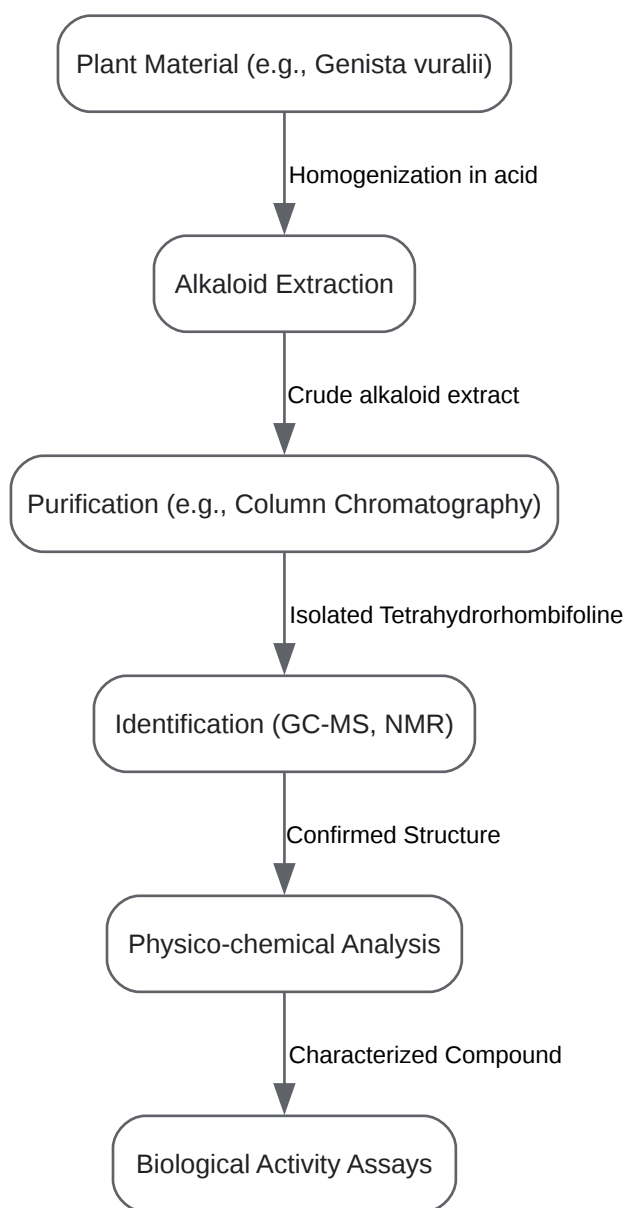 Plant Material (e.g., Genista vuralii)
Homogenization in acid
Alkaloid Extraction
Crude alkaloid extract
Purification (e.g., Column Chromatography)
Isolated Tetrahydrorhombifoline
Identification (GC-MS, NMR)
Confirmed Structure
Physico-chemical Analysis
Characterized Compound
Biological Activity Assays